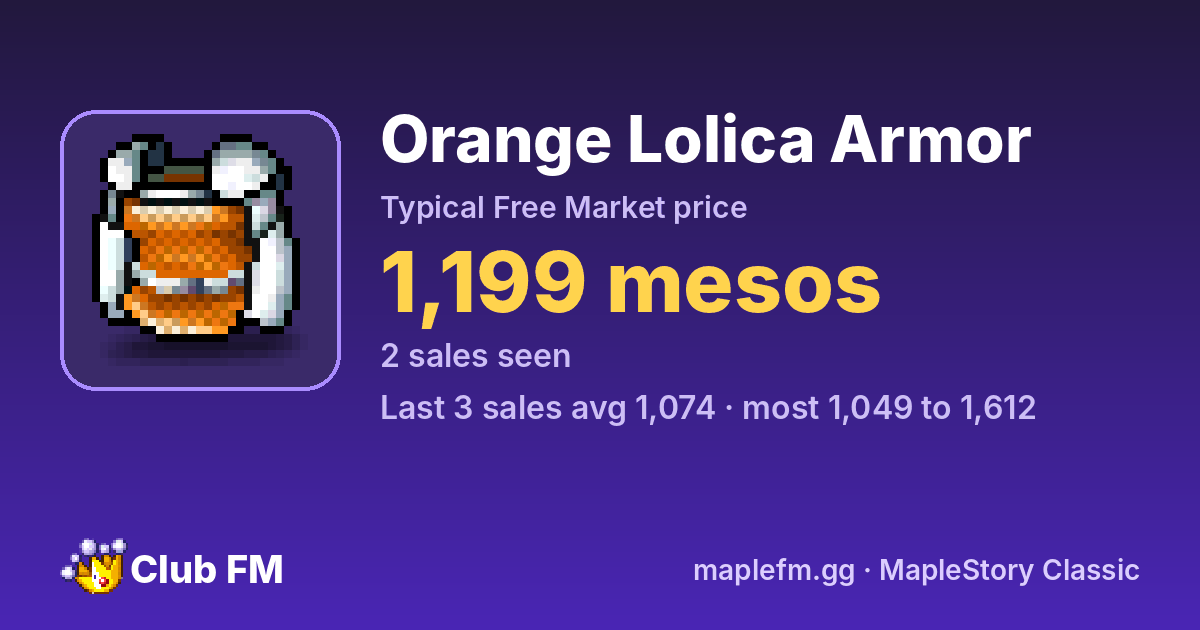 Orange Lolica Armor
Typical Free Market price
1,199 mesos
2 sales seen
Last 3 sales avg 1,074 · most 1,049 to 1,612
Club FM
maplefm.gg · MapleStory Classic